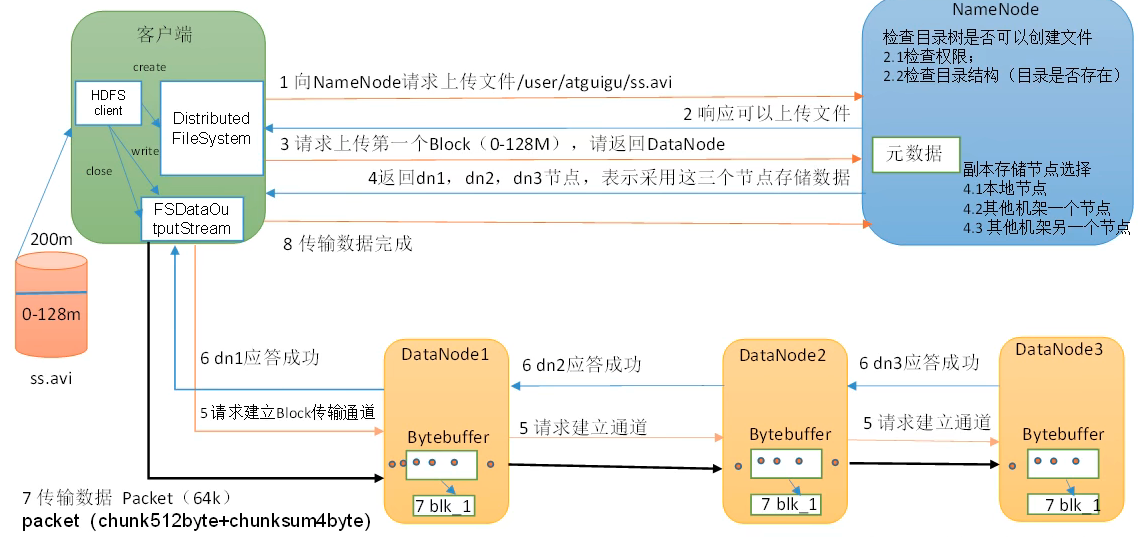 客户端
create
HDFS
client
Distributed
FileSystem
write
close
FSDataOu
tputStream
200m
0-128m
ss.avi
1 向NameNode请求上传文件/user/atguigu/ss.avi
2 响应可以上传文件
3 请求上传第一个Block（0-128M），请返回DataNode
4返回dn1，dn2，dn3节点，表示采用这三个节点存储数据
8 传输数据完成
NameNode
检查目录树是否可以创建文件
2.1检查权限；
2.2检查目录结构（目录是否存在）
元数据
副本存储节点选择
4.1本地节点
4.2其他机架一个节点
4.3 其他机架另一个节点
6 dn1应答成功
5 请求建立Block传输通道
DataNode1
Bytebuffer
7 blk_1
6 dn2应答成功
5 请求建立通道
DataNode2
Bytebuffer
7 blk_1
6 dn3应答成功
5 请求建立通道
DataNode3
Bytebuffer
7 blk_1
7 传输数据 Packet（64k）
packet（chunk512byte+chunksum4byte)